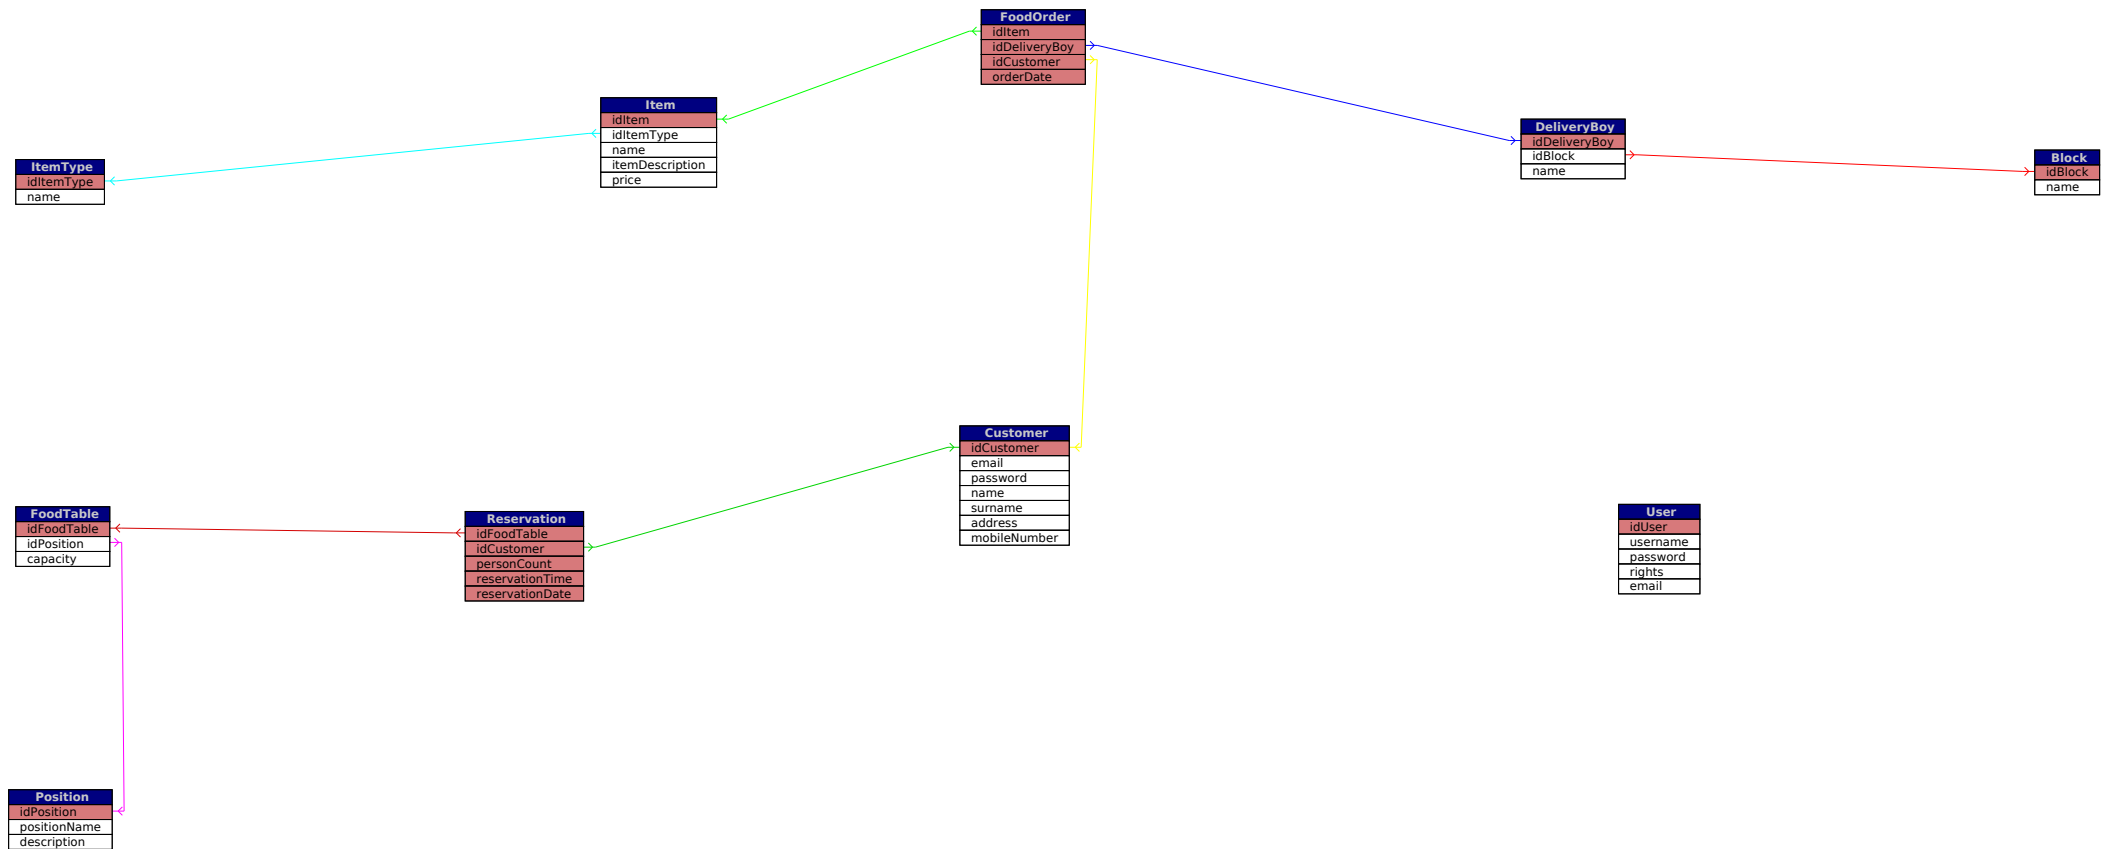 FoodOrder
idItem
idDeliveryBoy
idCustomer
orderDate
Item
idItem
idItemType
name
itemDescription
price
DeliveryBoy
idDeliveryBoy
idBlock
name
Block
idBlock
name
ItemType
idItemType
name
Customer
idCustomer
email
password
name
surname
address
mobileNumber
FoodTable
idFoodTable
idPosition
capacity
Reservation
idFoodTable
idCustomer
personCount
reservationTime
reservationDate
User
idUser
username
password
rights
email
Position
idPosition
positionName
description